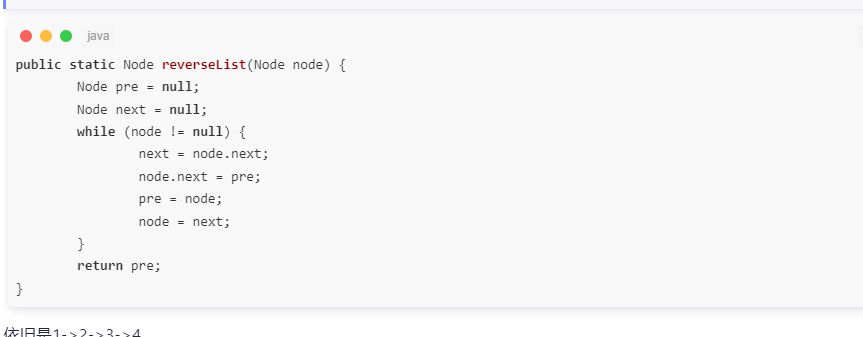 java
public static Node reverseList(Node node) {
Node pre = null;
Node next = null;
while (node != null) {
next = node.next;
node.next = pre;
pre = node;
node = next;
}
return pre;
}
依旧是1->2->3->4